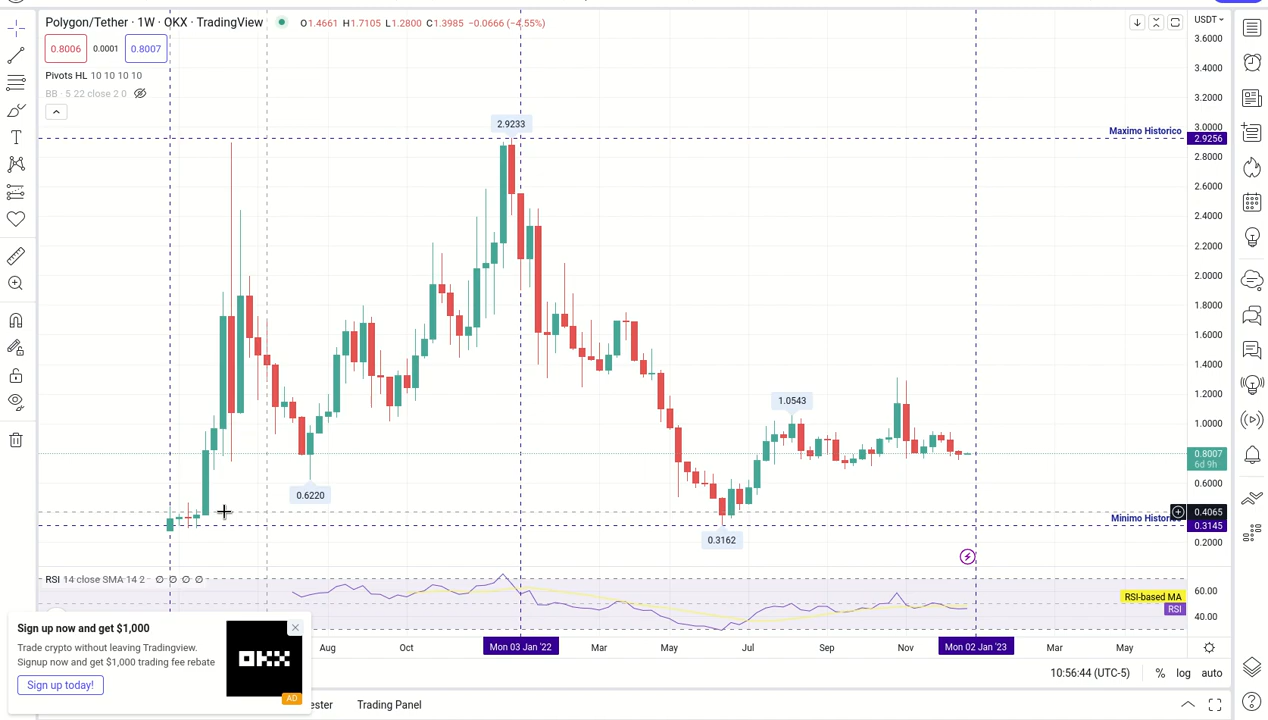 Polygon/Tether · 1W · OKX · TradingView O1.4661 H1.7105 L1.2800 C1.3985 −0.0666 (−4.55%) USDT
0.8006 0.0001 0.8007
Pivots HL 10 10 10 10
BB · 5 22 close 2 0
3.6000
3.4000
3.2000
2.9233
3.0000
Maximo Historico 2.9256
2.8000
2.6000
2.4000
2.2000
2.0000
1.8000
1.6000
1.4000
1.2000
1.0543
1.0000
0.8007
6d 9h
0.6220
0.6000
0.4065
Minimo Historic
0.3145
0.3162
0.2000
RSI 14 close SMA 14 2 ∅ ∅ ∅ ∅
60.00
RSI-based MA
RSI
40.00
Aug Oct Mon 03 Jan '22 Mar May Jul Sep Nov Mon 02 Jan '23 Mar May
Sign up now and get $1,000
Trade crypto without leaving Tradingview.
Signup now and get $1,000 trading fee rebate
Sign up today!
OKX
AD
10:56:44 (UTC-5) % log auto
ester Trading Panel